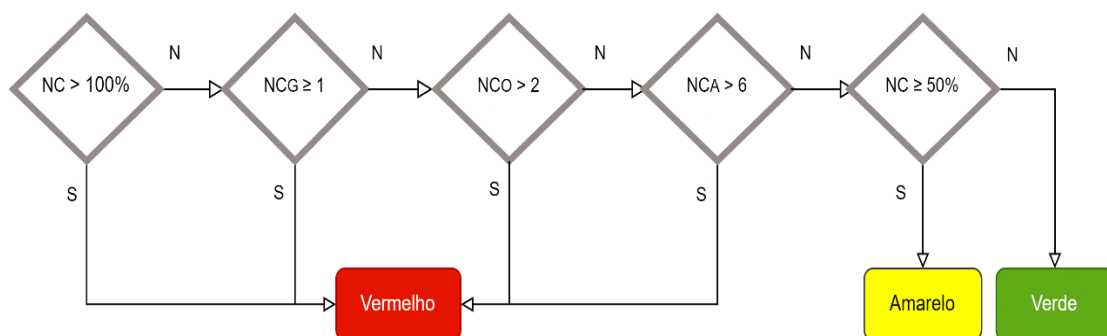 NC > 100%
N
NCG ≥ 1
N
NCO > 2
N
NCA > 6
N
NC ≥ 50%
N
S
S
S
S
S
Vermelho
Amarelo
Verde